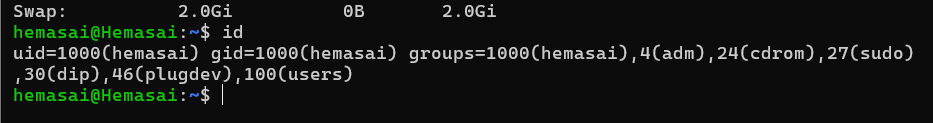 Swap:          2.0Gi          0B       2.0Gi
hemasai@Hemasai:~$ id
uid=1000(hemasai) gid=1000(hemasai) groups=1000(hemasai),4(adm),24(cdrom),27(sudo)
,30(dip),46(plugdev),100(users)
hemasai@Hemasai:~$